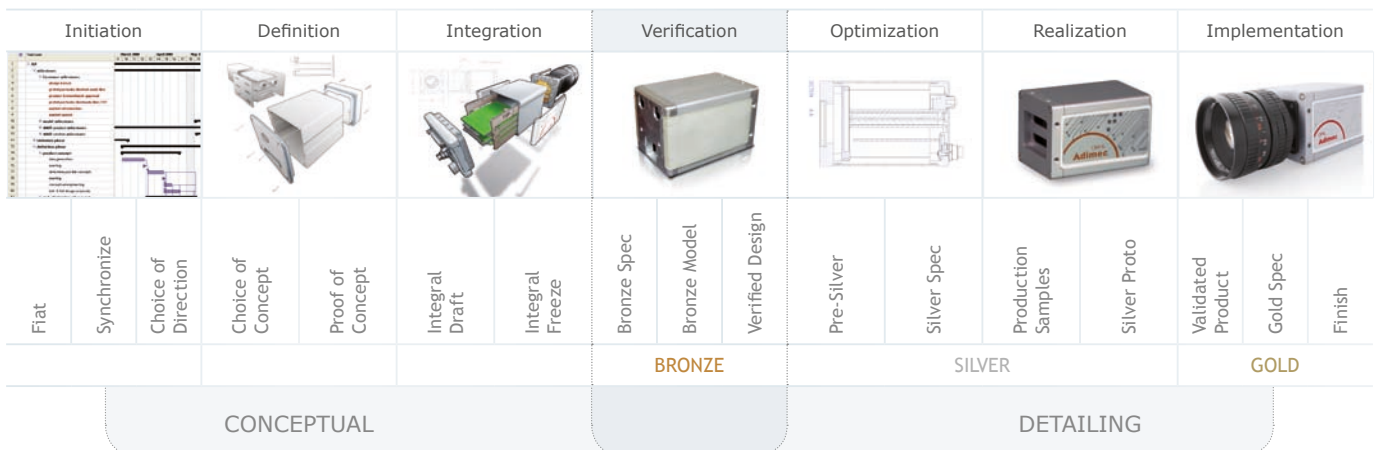 Initiation
Definition
Integration
Verification
Optimization
Realization
Implementation
Adimec
Adimec
Fiat
Synchronize
Choice of
Direction
Choice of
Concept
Proof of
Concept
Integral
Draft
Integral
Freeze
Bronze Spec
Bronze Model
Verified Design
Pre-Silver
Silver Spec
Production
Samples
Silver Proto
Validated
Product
Gold Spec
Finish
BRONZE
SILVER
GOLD
CONCEPTUAL
DETAILING